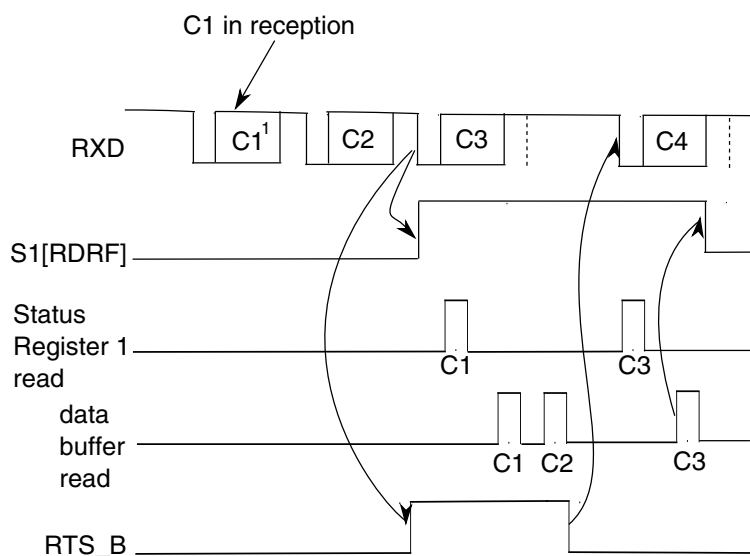 C1 in reception
RXD
C1 1
C2
C3
C4
S1[RDRF]
Status
Register 1
read
C1
C3
data
buffer
read
C1
C2
C3
RTS_B